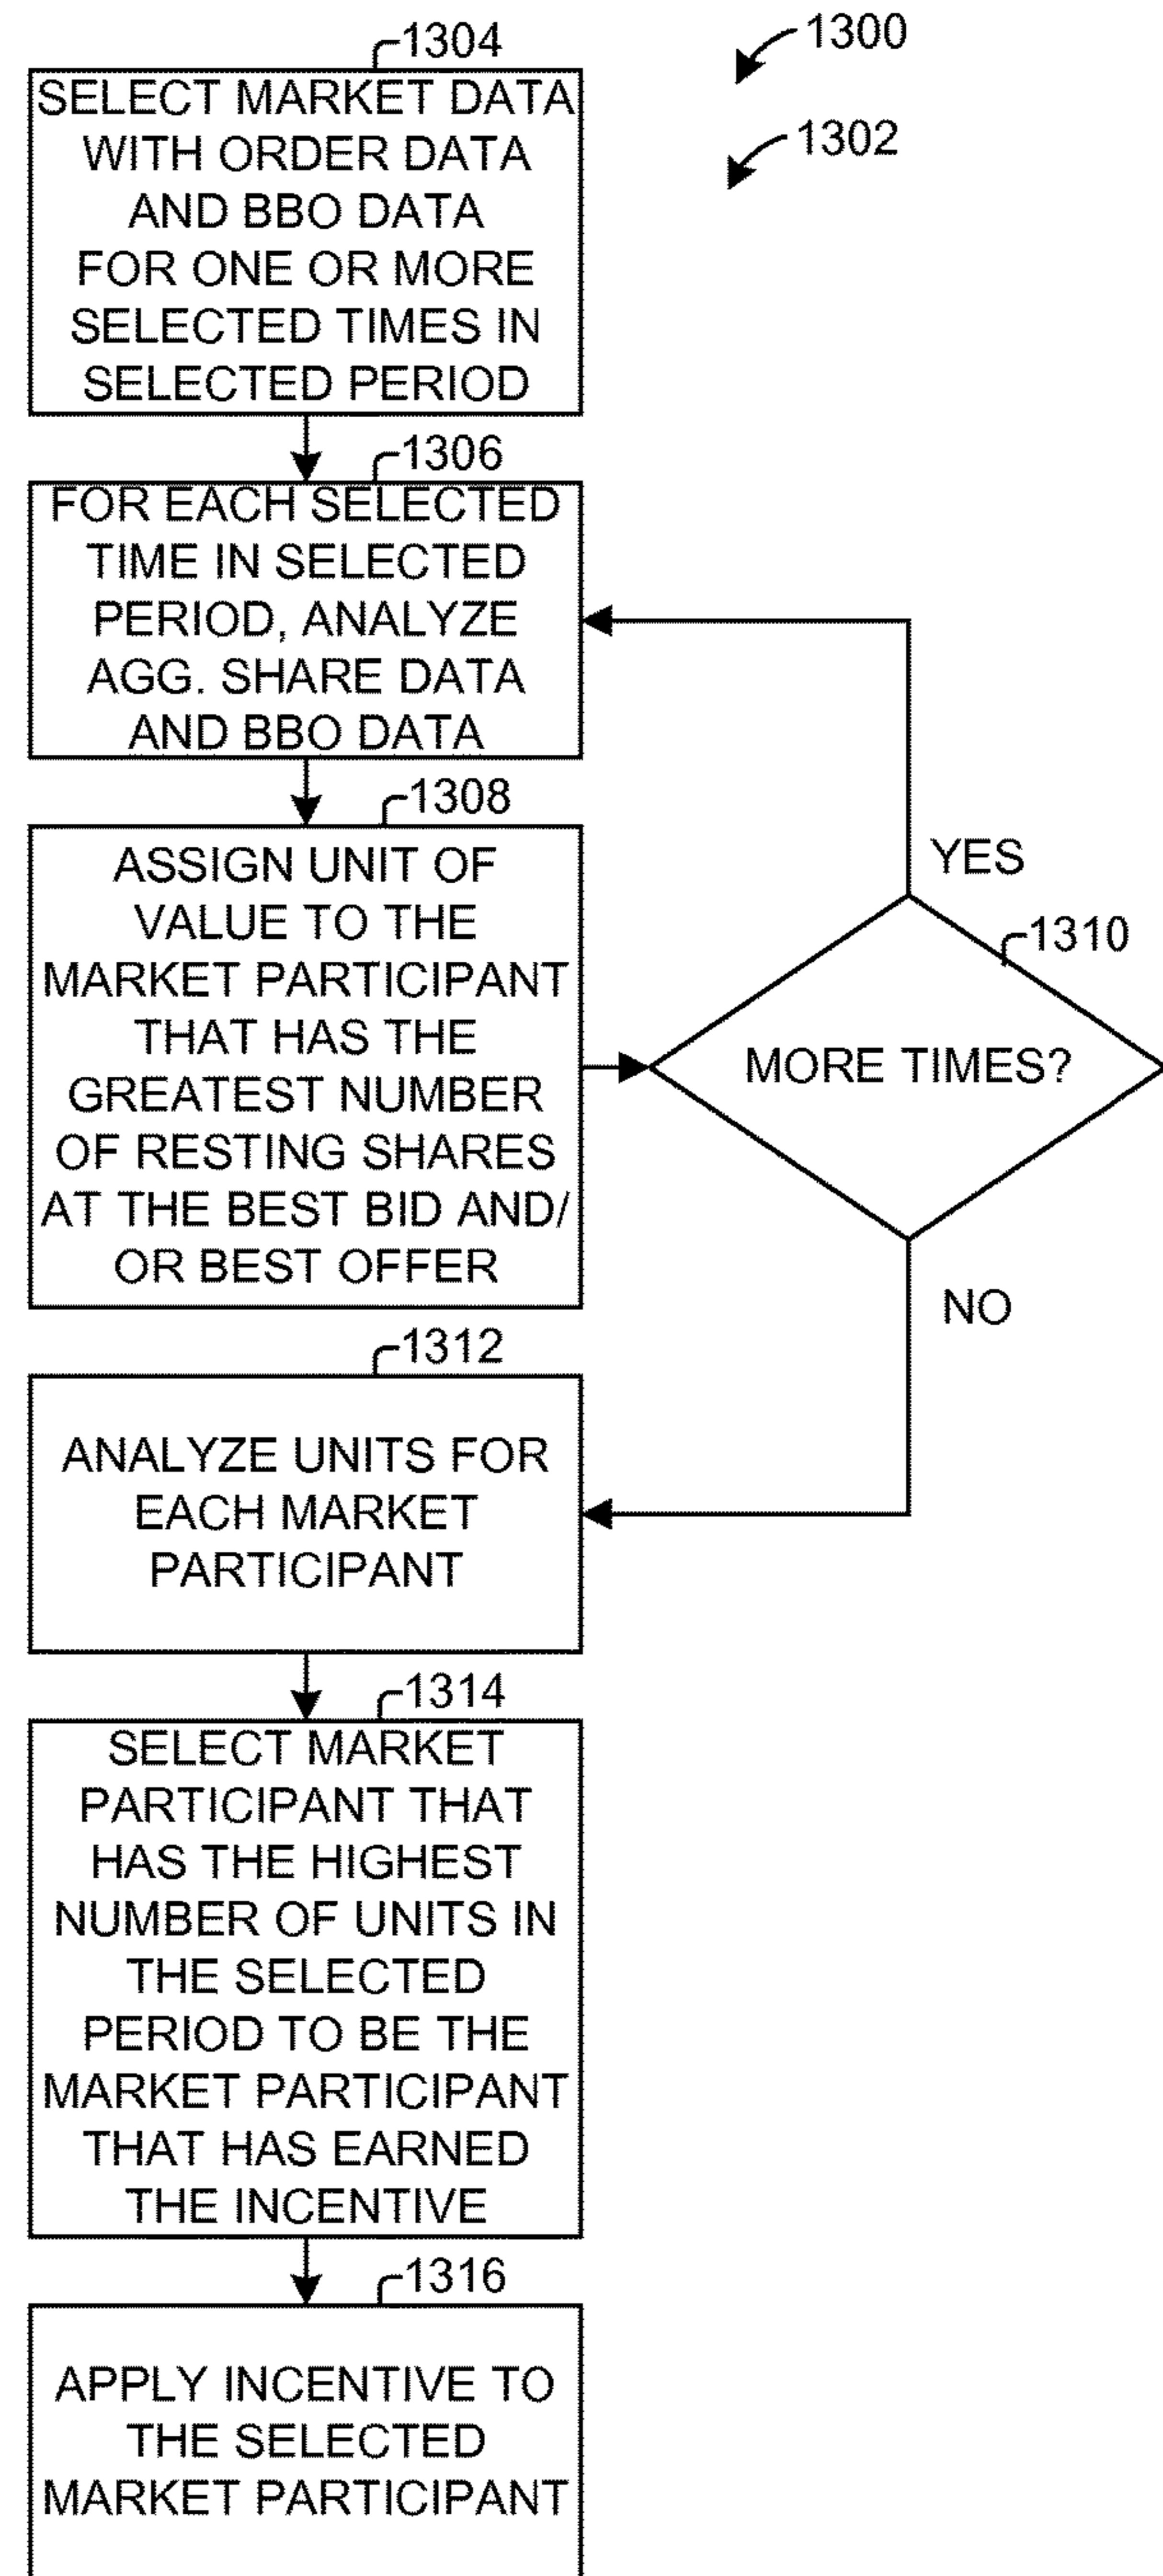 1300
1302
1304
SELECT MARKET DATA
WITH ORDER DATA
AND BBO DATA
FOR ONE OR MORE
SELECTED TIMES IN
SELECTED PERIOD
1306
FOR EACH SELECTED
TIME IN SELECTED
PERIOD, ANALYZE
AGG. SHARE DATA
AND BBO DATA
1308
ASSIGN UNIT OF
VALUE TO THE
MARKET PARTICIPANT
THAT HAS THE
GREATEST NUMBER
OF RESTING SHARES
AT THE BEST BID AND/
OR BEST OFFER
YES
1310
MORE TIMES?
NO
1312
ANALYZE UNITS FOR
EACH MARKET
PARTICIPANT
1314
SELECT MARKET
PARTICIPANT THAT
HAS THE HIGHEST
NUMBER OF UNITS IN
THE SELECTED
PERIOD TO BE THE
MARKET PARTICIPANT
THAT HAS EARNED
THE INCENTIVE
1316
APPLY INCENTIVE TO
THE SELECTED
MARKET PARTICIPANT